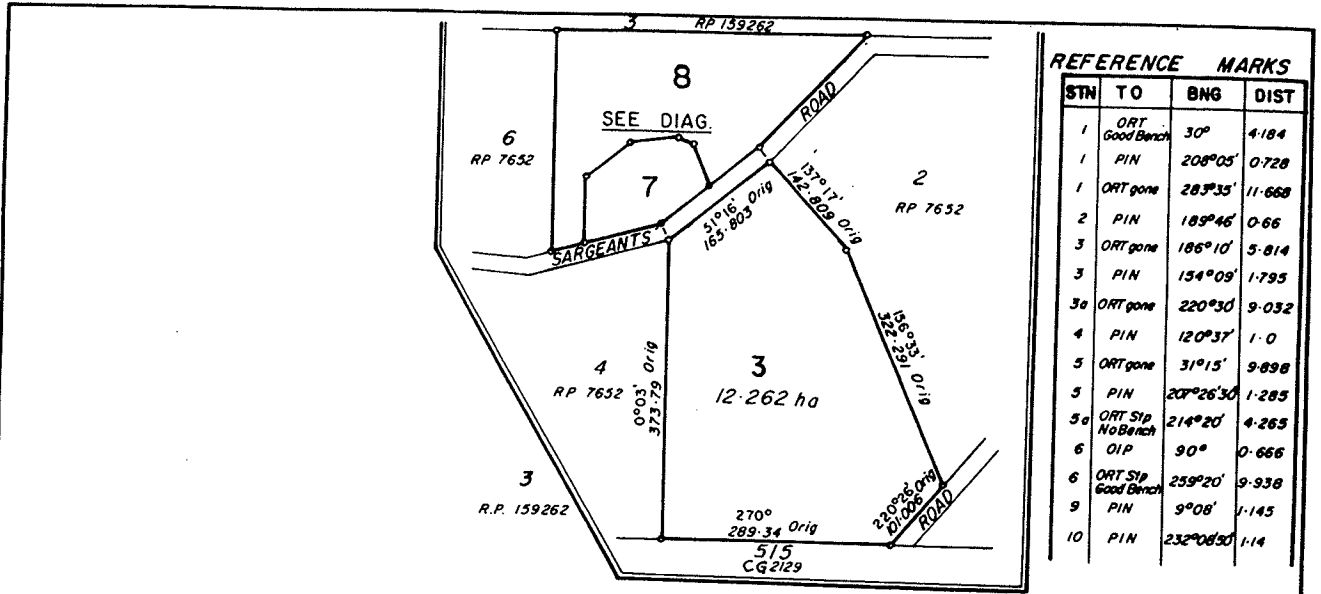 3 RP 159262
8
ROAD
SEE DIAG.
6
RP 7652
7
2
RP 7652
137°17'
142·809 Orig
51°16'
165·803 Orig
SARGEANTS
156°33'
322·291 Orig
4
RP 7652
0°03'
373·79 Orig
3
12·262 ha
3
R.P. 159262
220°26' Orig
101·006
ROAD
270°
289·34 Orig
515
CG 2129
REFERENCE MARKS
STN TO BNG DIST
1 ORT Good Bench 30° 4·184
1 PIN 208°05' 0·728
1 ORT gone 283°35' 11·668
2 PIN 189°46' 0·66
3 ORT gone 186°10' 5·814
3 PIN 154°09' 1·795
3a ORT gone 220°30' 9·032
4 PIN 120°37' 1·0
5 ORT gone 31°15' 9·898
5 PIN 207°26'30" 1·285
5a ORT Stp No Bench 214°20' 4·265
6 OIP 90° 0·666
6 ORT Stp Good Bench 259°20' 9·938
9 PIN 9°08' 1·145
10 PIN 232°08'50" 1·14